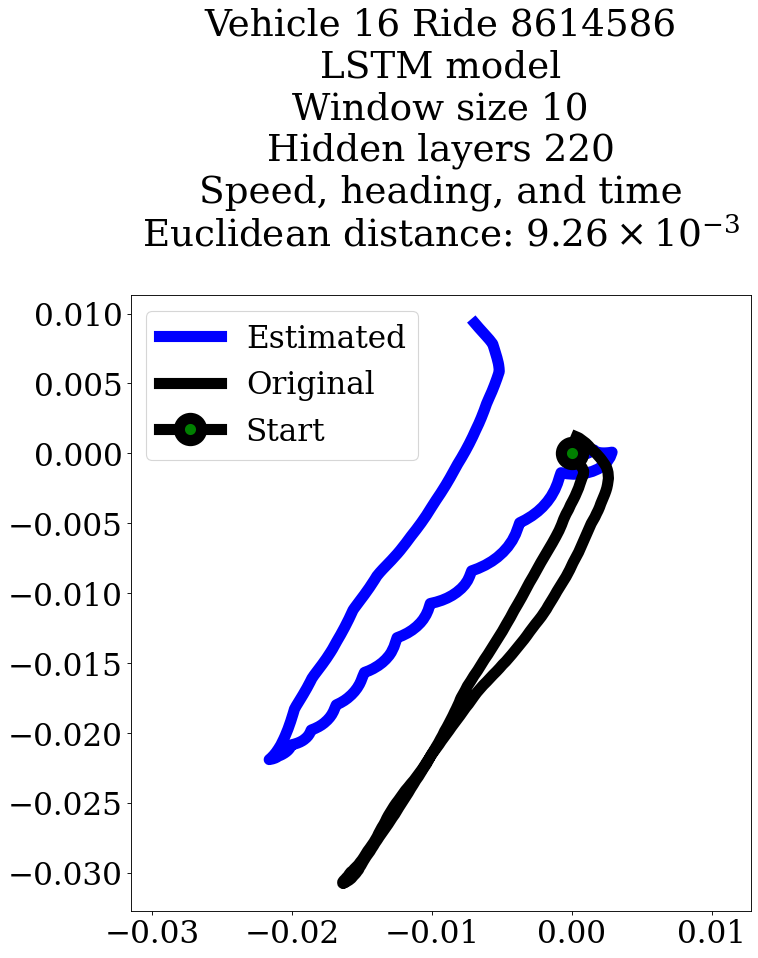 Vehicle 16 Ride 8614586
LSTM model
Window size 10
Hidden layers 220
Speed, heading, and time
Euclidean distance: 9.26 × 10⁻³
Estimated
Original
Start
0.010
0.005
0.000
−0.005
−0.010
−0.015
−0.020
−0.025
−0.030
−0.03 −0.02 −0.01 0.00 0.01